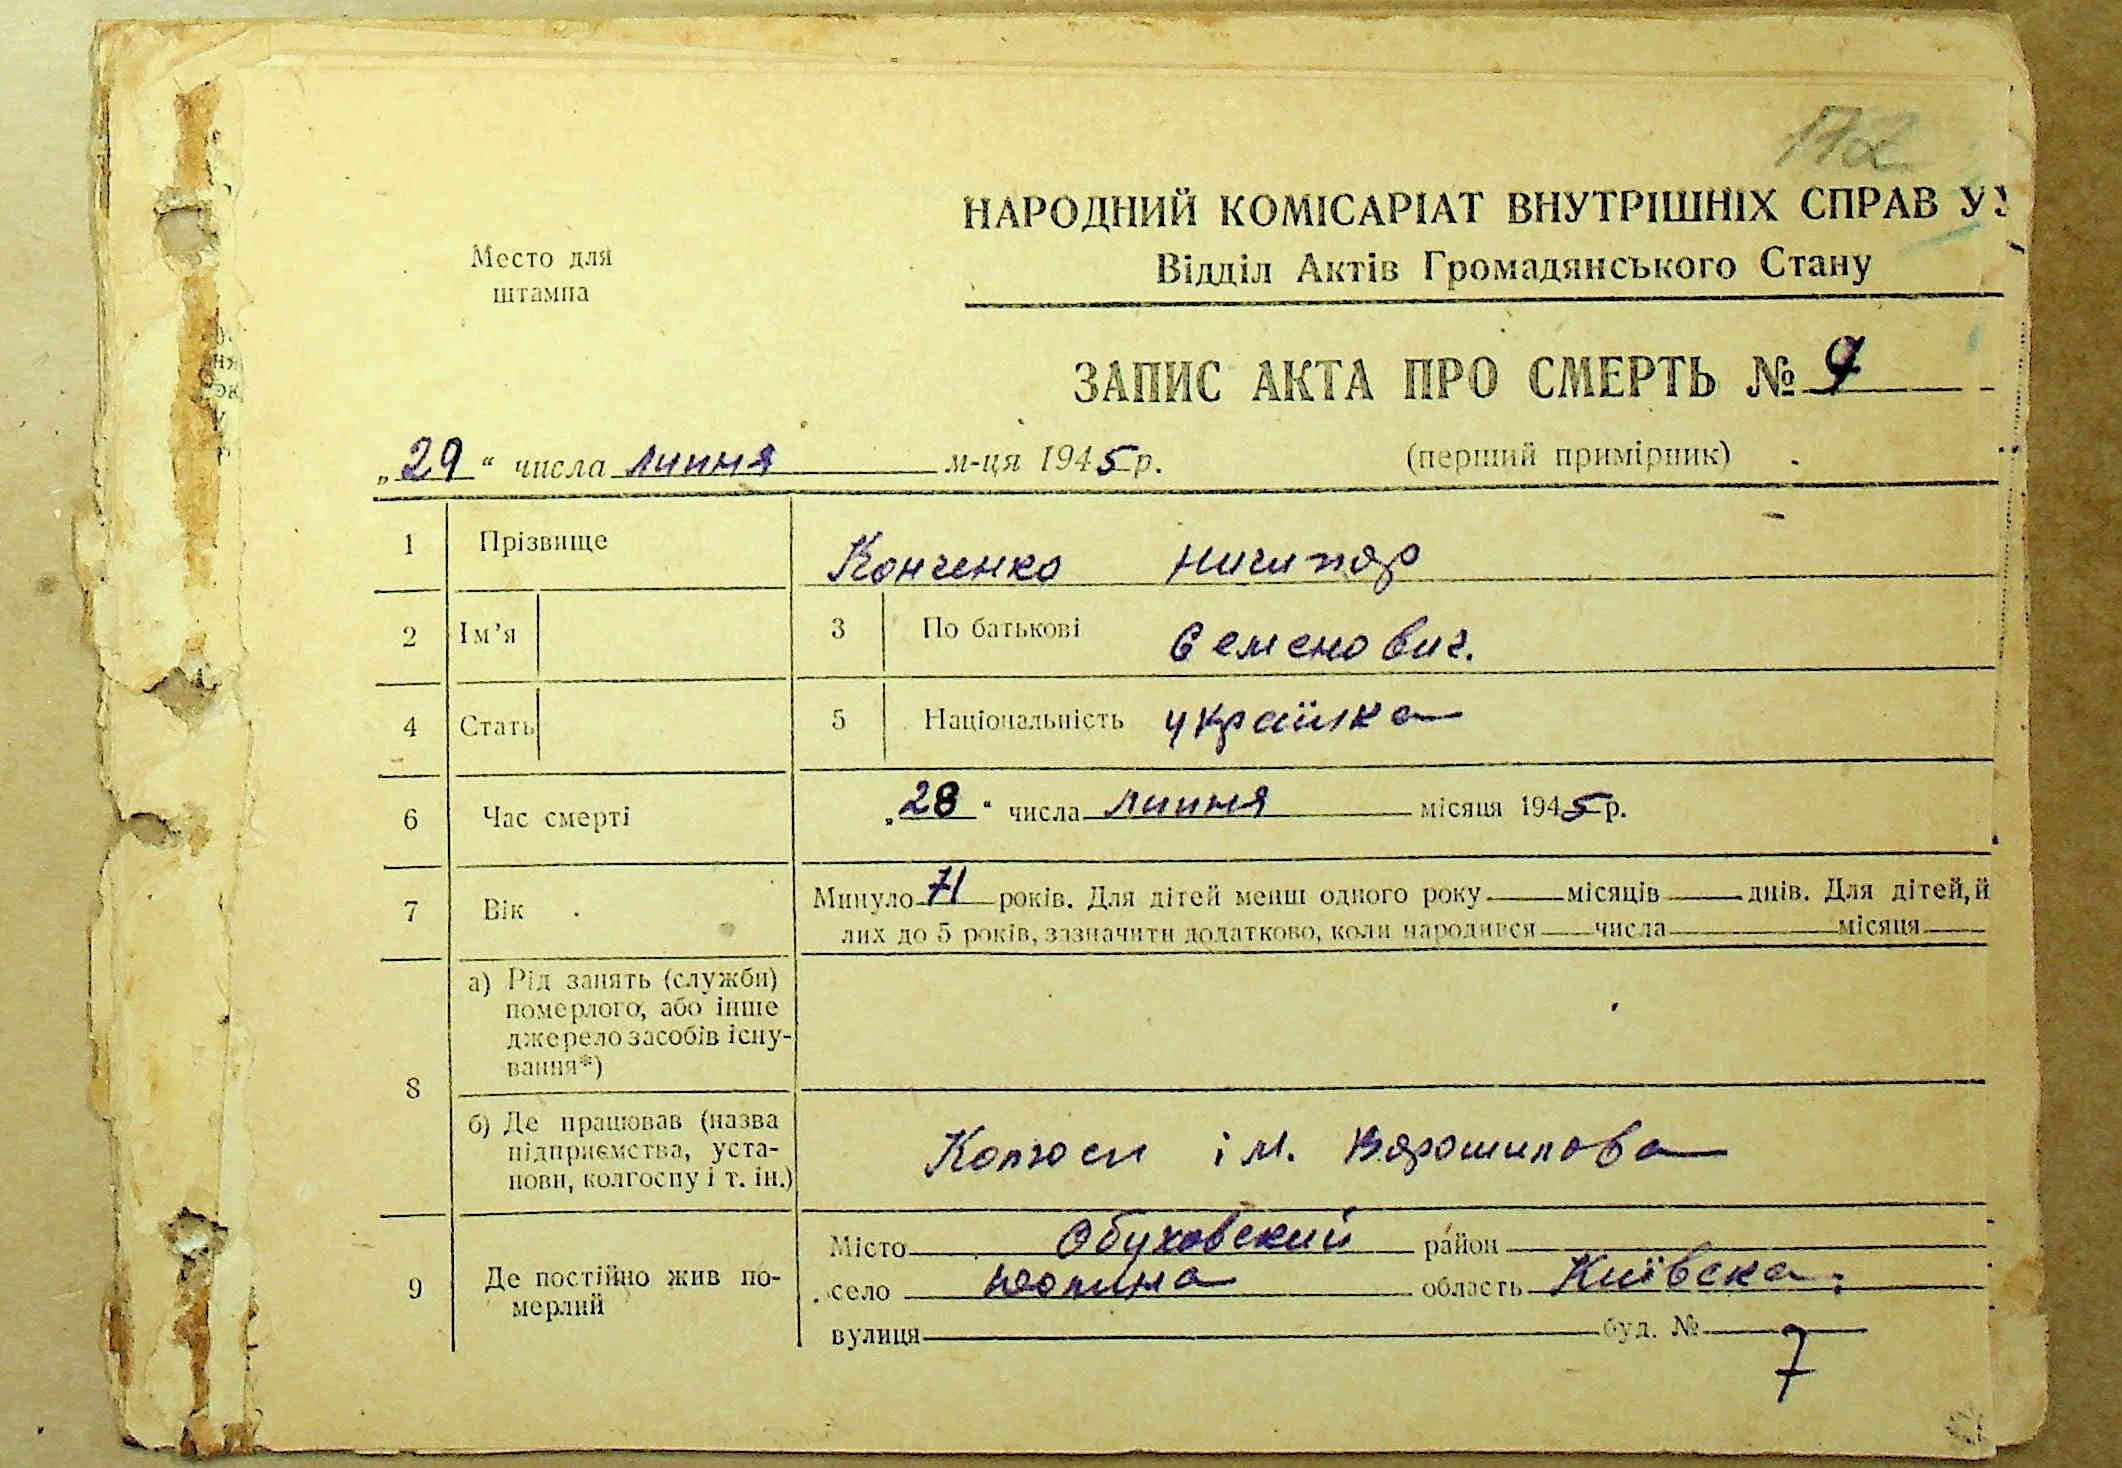 172
НАРОДНИЙ КОМІСАРІАТ ВНУТРІШНІХ СПРАВ У
Место для
штампа
Відділ Актів Громадянського Стану
ЗАПИС АКТА ПРО СМЕРТЬ №
„29“ числа липня м-ця 1945 р.
(перший примірник)
1 Прізвище Конченко Ничипор
2 Ім’я 3 По батькові Семенович.
4 Стать 5 Національність українка
6 Час смерті „28“ числа липня місяця 1945 р.
7 Вік Минуло 71 років. Для дітей менш одного року місяців днів. Для дітей,
лих до 5 років, зазначити додатково, коли народився числа місяця
8 а) Рід занять (служби)
померлого, або інше
джерело засобів існу-
вання*)
б) Де працював (назва
підприємства, уста-
нови, колгоспу і т. ін.)
ім. Ворошилова
9 Де постійно жив по-
мерлий
Місто Обуховский район
село область Київска.
вулиця буд. №
7